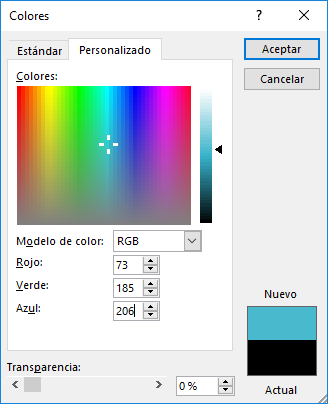 Colores ?
Estándar Personalizado Aceptar
Cancelar
Colores:
Modelo de color: RGB
Rojo: 73
Verde: 185
Azul: 206
Nuevo
Actual
Transparencia:
0 %